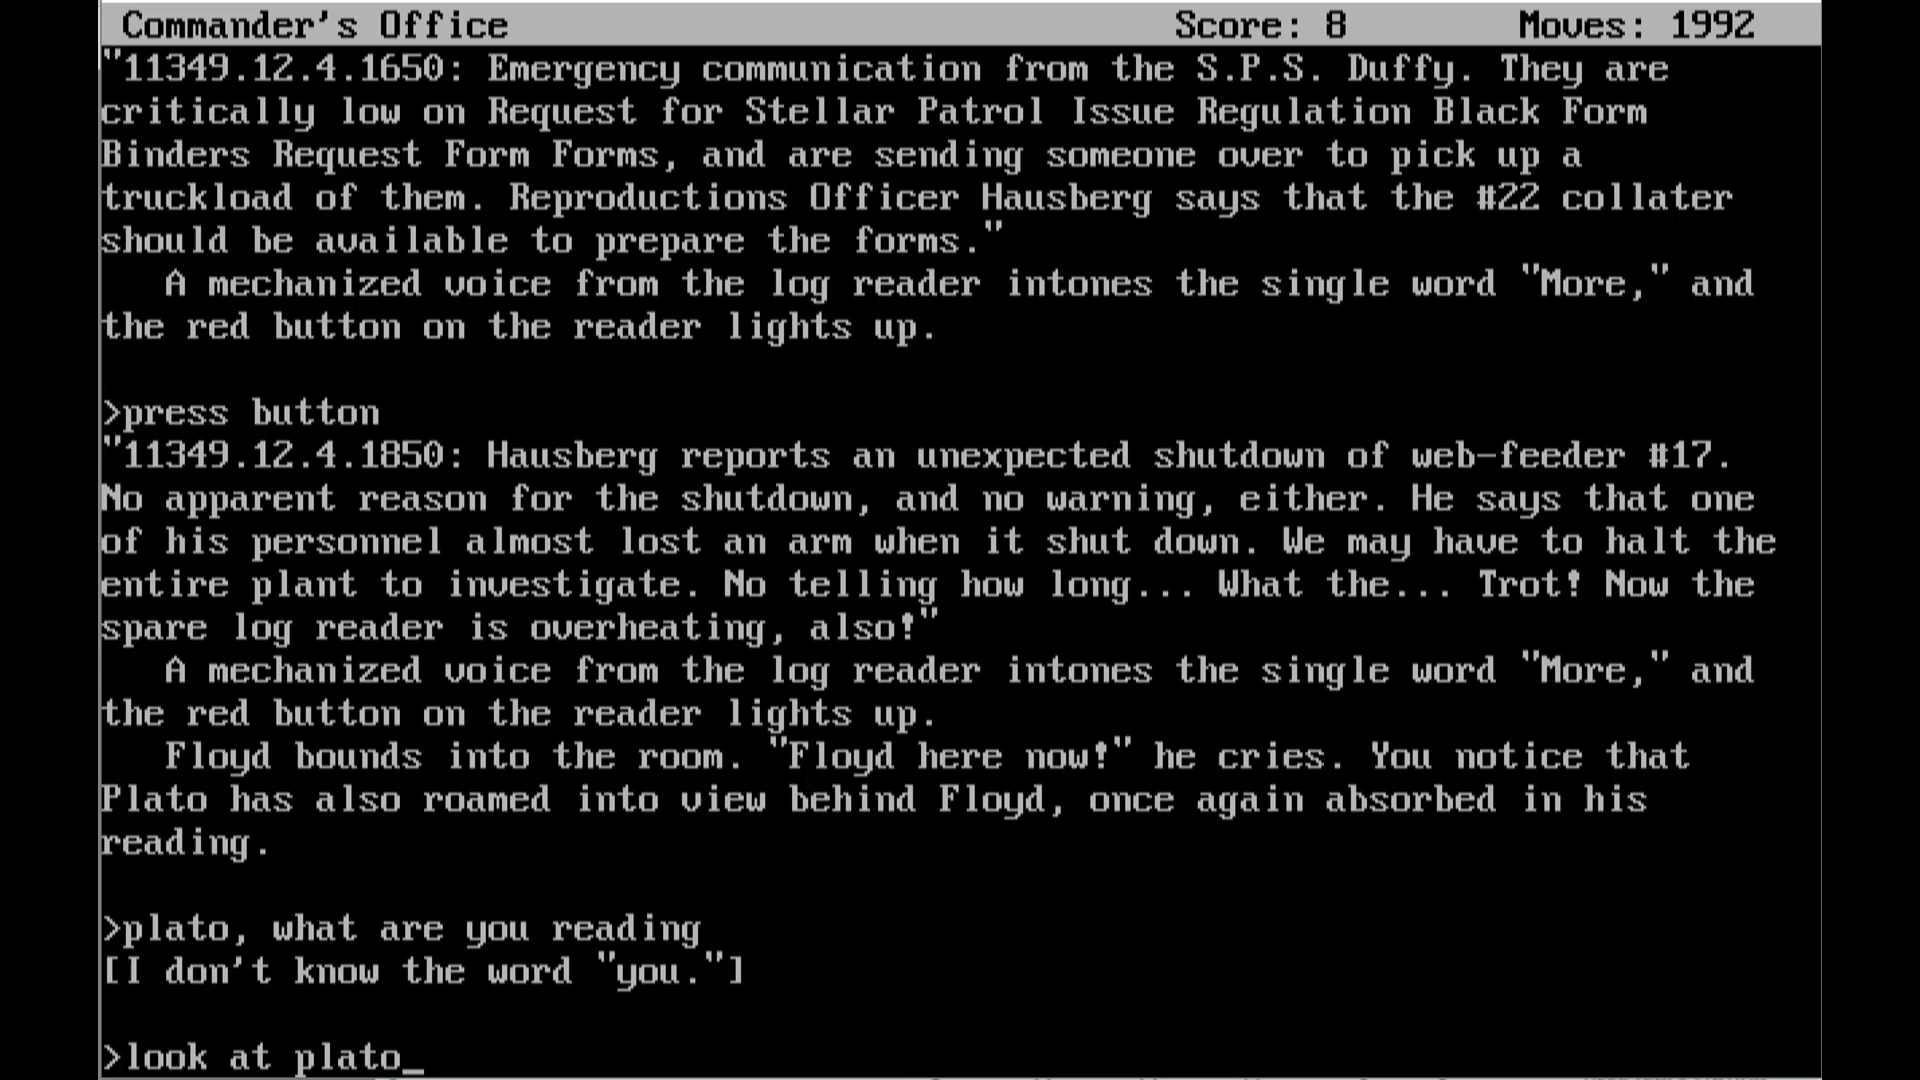 Commander's Office Score: 8 Moves: 1992
"11349.12.4.1650: Emergency communication from the S.P.S. Duffy. They are
critically low on Request for Stellar Patrol Issue Regulation Black Form
Binders Request Form Forms, and are sending someone over to pick up a
truckload of them. Reproductions Officer Hausberg says that the #22 collater
should be available to prepare the forms."
A mechanized voice from the log reader intones the single word "More," and
the red button on the reader lights up.
>press button
"11349.12.4.1850: Hausberg reports an unexpected shutdown of web-feeder #17.
No apparent reason for the shutdown, and no warning, either. He says that one
of his personnel almost lost an arm when it shut down. We may have to halt the
entire plant to investigate. No telling how long... What the... Trot! Now the
spare log reader is overheating, also!"
A mechanized voice from the log reader intones the single word "More," and
the red button on the reader lights up.
Floyd bounds into the room. "Floyd here now!" he cries. You notice that
Plato has also roamed into view behind Floyd, once again absorbed in his
reading.
>plato, what are you reading
[I don't know the word "you."]
>look at plato_